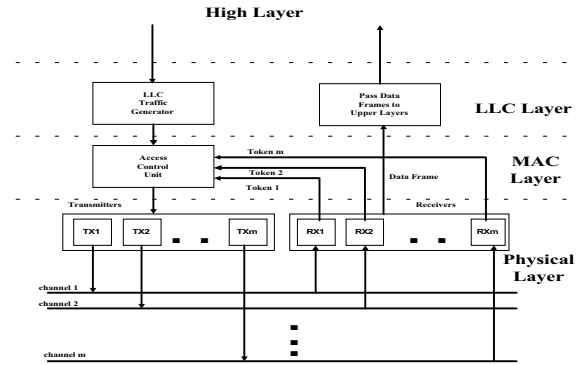 High Layer
LLC
Traffic
Generator
Pass Data
Frames to
Upper Layers
LLC Layer
Access
Control
Unit
Token m
Token 2
Token 1
Data Frame
MAC
Layer
Transmitters
Receivers
TX1
TX2
TXm
RX1
RX2
RXm
Physical
Layer
channel 1
channel 2
channel m